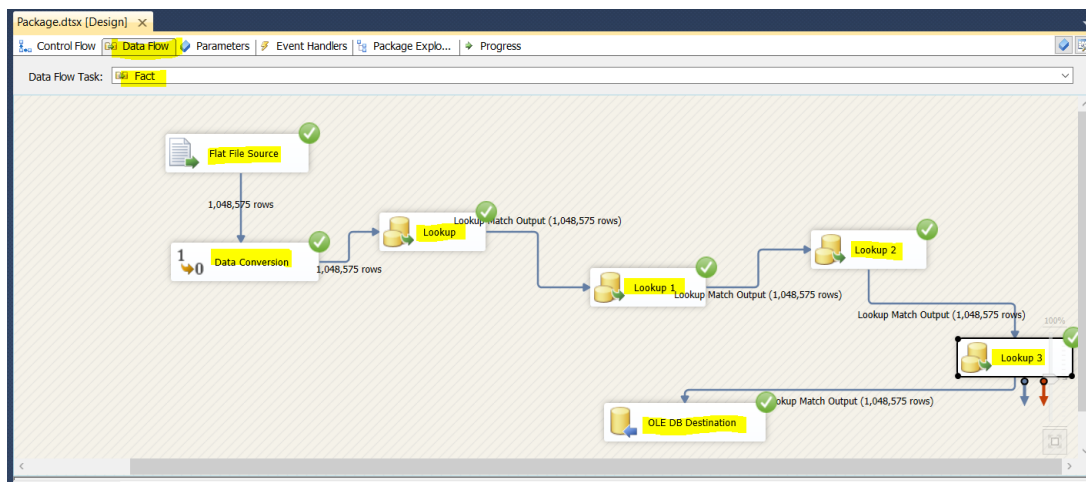 Package.dtsx [Design]
Control Flow Data Flow Parameters Event Handlers Package Explo... Progress
Data Flow Task: Fact
Flat File Source
1,048,575 rows
Lookup Match Output (1,048,575 rows)
Lookup
Lookup 2
1 0 Data Conversion
1,048,575 rows
Lookup 1
Lookup Match Output (1,048,575 rows)
Lookup Match Output (1,048,575 rows)
100%
Lookup 3
Lookup Match Output (1,048,575 rows)
OLE DB Destination